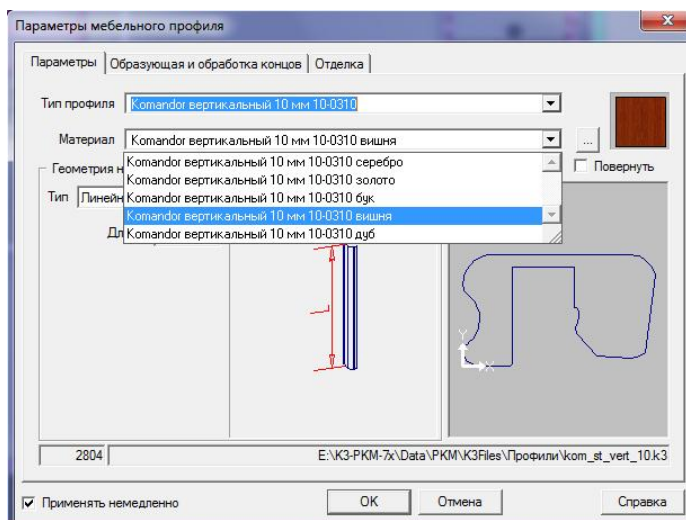 Параметры мебельного профиля
Параметры Образующая и обработка концов Отделка
Тип профиля Komandor вертикальный 10 мм 10-0310
Материал Komandor вертикальный 10 мм 10-0310 вишня ...
Komandor вертикальный 10 мм 10-0310 серебро
Геометрия н Повернуть
Komandor вертикальный 10 мм 10-0310 золото
Тип Линейн Komandor вертикальный 10 мм 10-0310 бук
Komandor вертикальный 10 мм 10-0310 вишня
Дл Komandor вертикальный 10 мм 10-0310 дуб
L
Y
X
2804 E:\K3-PKM-7x\Data\PKM\K3Files\Профили\kom_st_vert_10.k3
Применять немедленно OK Отмена Справка